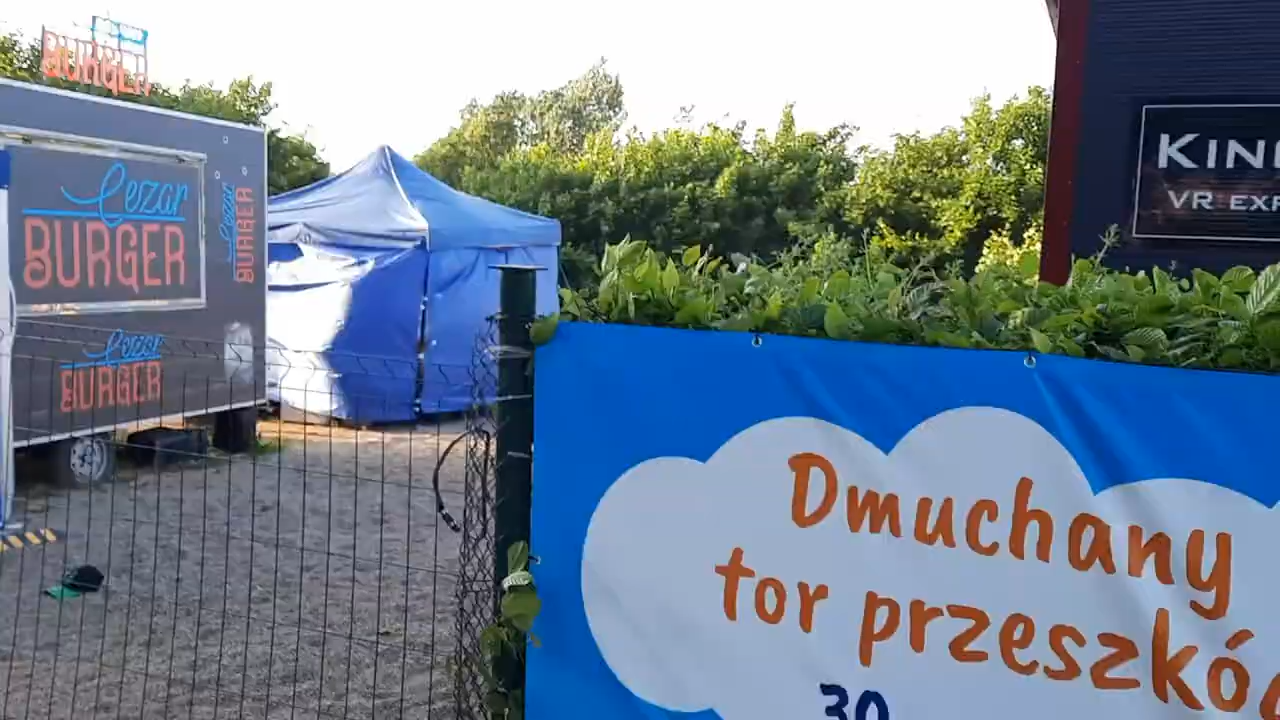 BURGER
Cezar
BURGER
Cezar
BURGER
Cezar
BURGER
KIN
VR EXP
Dmuchany
tor przeszkó
30